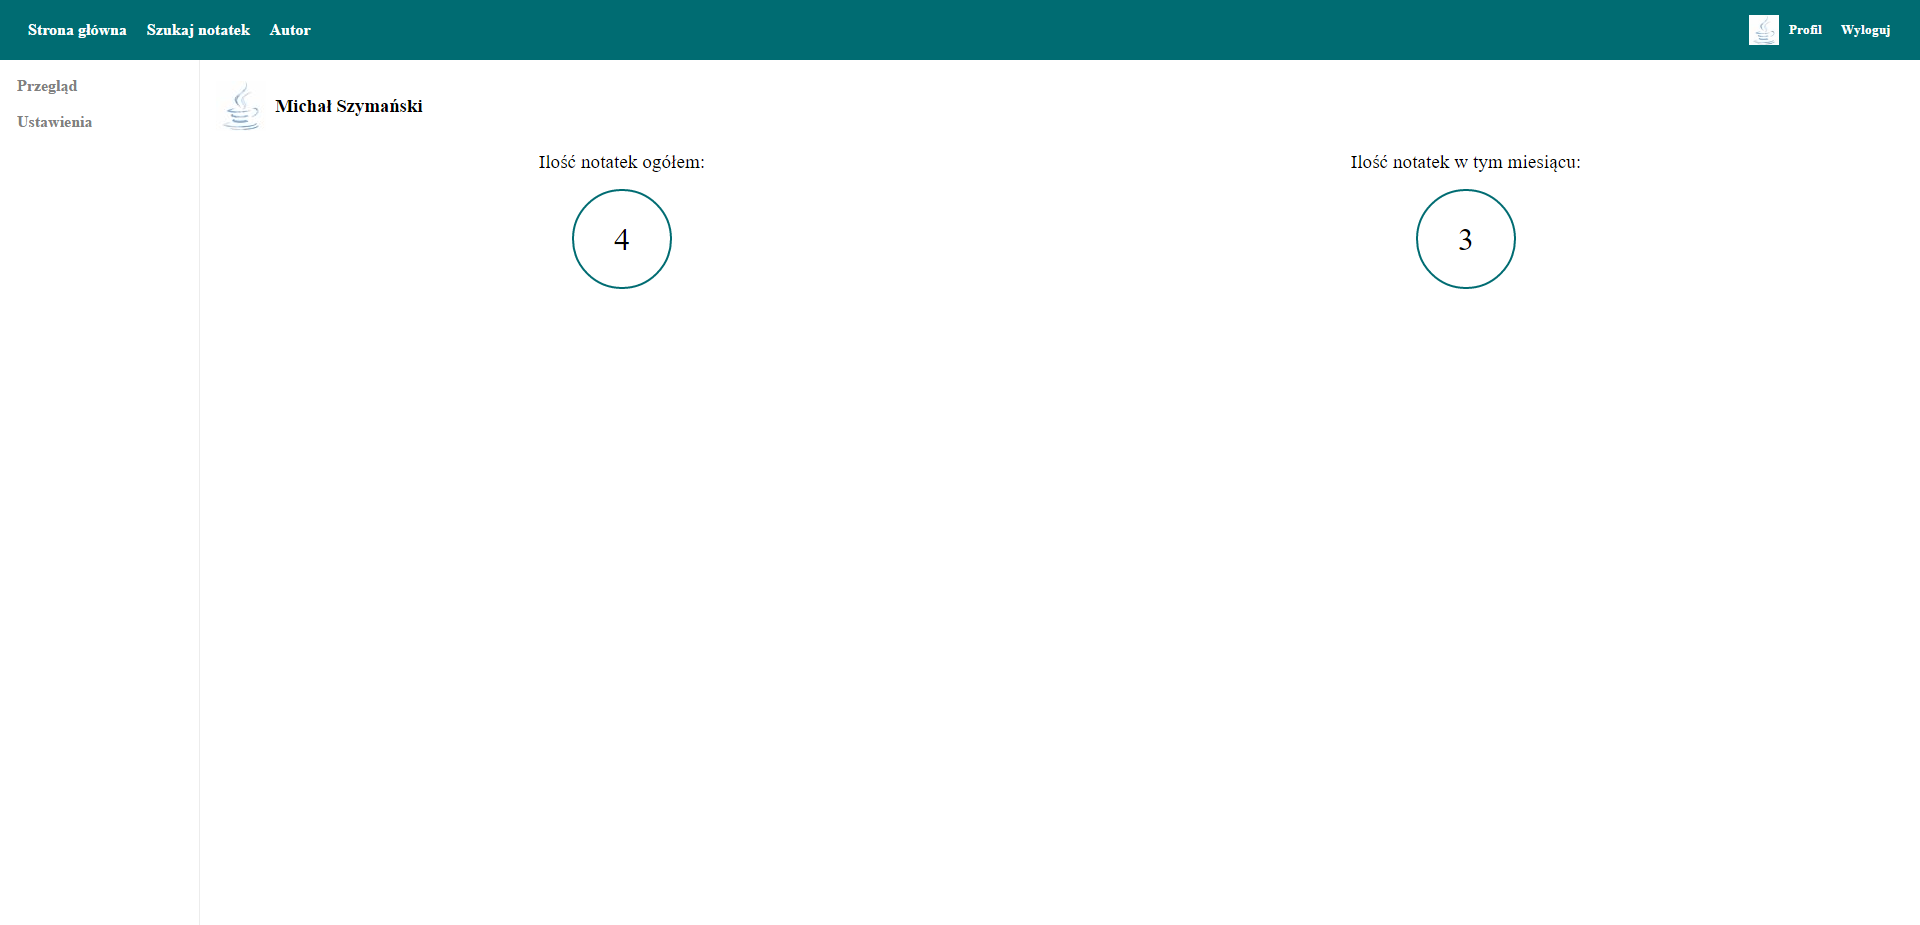 Strona główna Szukaj notatek Autor Profil Wyloguj
Przegląd
Ustawienia
Michał Szymański
Ilość notatek ogółem: Ilość notatek w tym miesiącu:
4 3